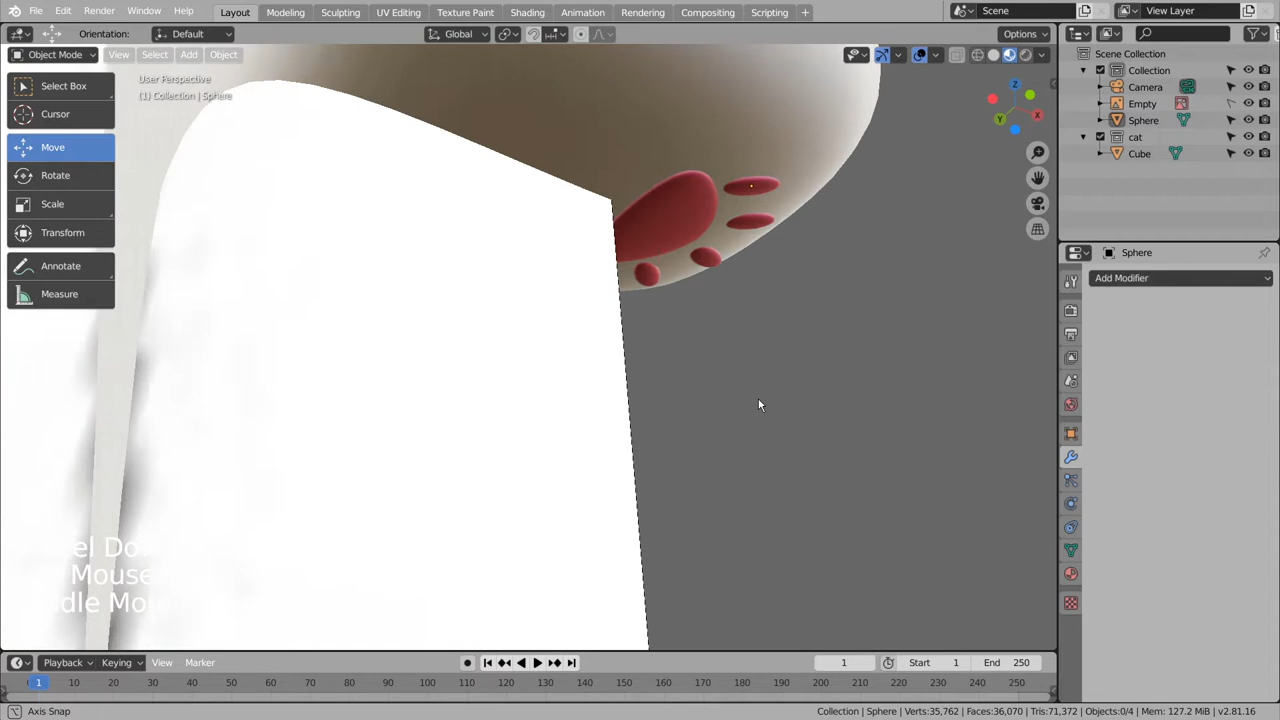 File Edit Render Window Help Layout Modeling Sculpting UV Editing Texture Paint Shading Animation Rendering Compositing Scripting + Scene View Layer
Orientation: Default Global Options
Object Mode View Select Add Object
User Perspective
(1) Collection | Sphere
Select Box
Cursor
Move
Rotate
Scale
Transform
Annotate
Measure
Z
X
Y
Scene Collection
Collection
Camera
Empty
Sphere
cat
Cube
Sphere
Add Modifier
Playback Keying View Marker 1 Start 1 End 250
1 10 20 30 40 50 60 70 80 90 100 110 120 130 140 150 160 170 180 190 200 210 220 230 240 250
Axis Snap Collection | Sphere | Verts:35,762 | Faces:36,070 | Tris:71,372 | Objects:0/4 | Mem: 127.2 MiB | v2.81.16